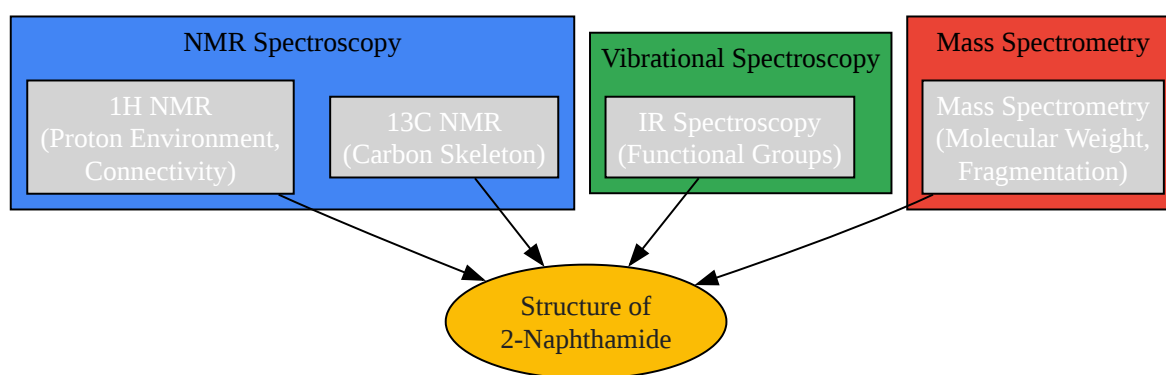 NMR Spectroscopy
Vibrational Spectroscopy
Mass Spectrometry
1H NMR
(Proton Environment,
Connectivity)
13C NMR
(Carbon Skeleton)
IR Spectroscopy
(Functional Groups)
Mass Spectrometry
(Molecular Weight,
Fragmentation)
Structure of
2-Naphthamide